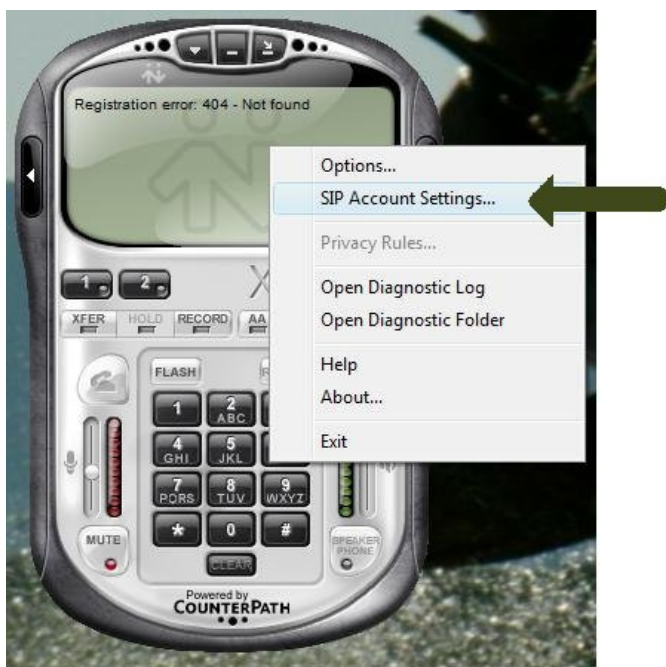 Registration error: 404 - Not found
Options...
SIP Account Settings...
Privacy Rules...
Open Diagnostic Log
Open Diagnostic Folder
Help
About...
Exit
1 2 X
XFER HOLD RECORD AA
FLASH R
1 2 ABC
4 GHI 5 JKL
7 PQRS 8 TUV 9 WXYZ
* 0 #
MUTE CLEAR SPEAKER PHONE
Powered by
COUNTERPATH